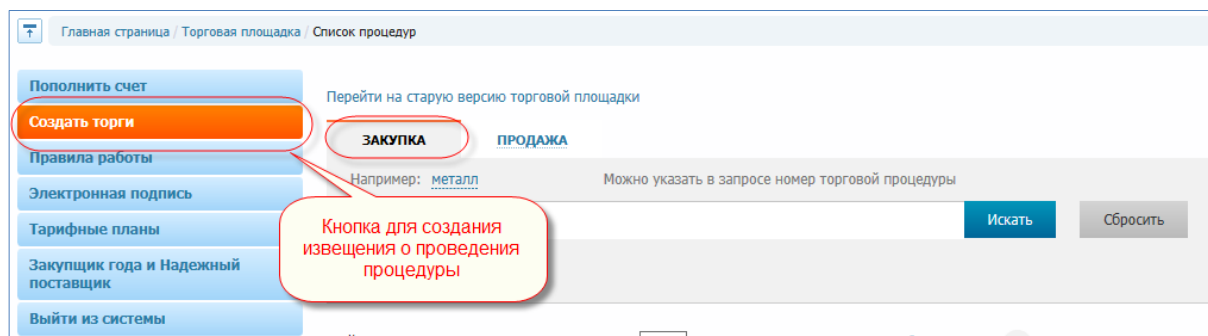 Главная страница / Торговая площадка / Список процедур
Пополнить счет
Создать торги
Правила работы
Электронная подпись
Тарифные планы
Закупщик года и Надежный
поставщик
Выйти из системы
Перейти на старую версию торговой площадки
ЗАКУПКА ПРОДАЖА
Например: металл Можно указать в запросе номер торговой процедуры
Искать Сбросить
Кнопка для создания
извещения о проведения
процедуры